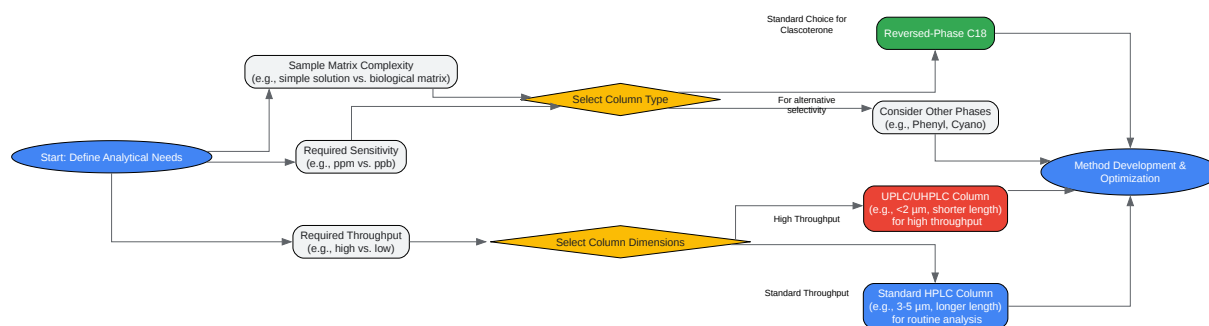 Standard Choice for
Clascoterone
Reversed-Phase C18
Sample Matrix Complexity
(e.g., simple solution vs. biological matrix)
Select Column Type
For alternative
selectivity
Consider Other Phases
(e.g., Phenyl, Cyano)
Start: Define Analytical Needs
Required Sensitivity
(e.g., ppm vs. ppb)
Method Development &
Optimization
UPLC/UHPLC Column
(e.g., <2 µm, shorter length)
for high throughput
High Throughput
Required Throughput
(e.g., high vs. low)
Select Column Dimensions
Standard Throughput
Standard HPLC Column
(e.g., 3-5 µm, longer length)
for routine analysis